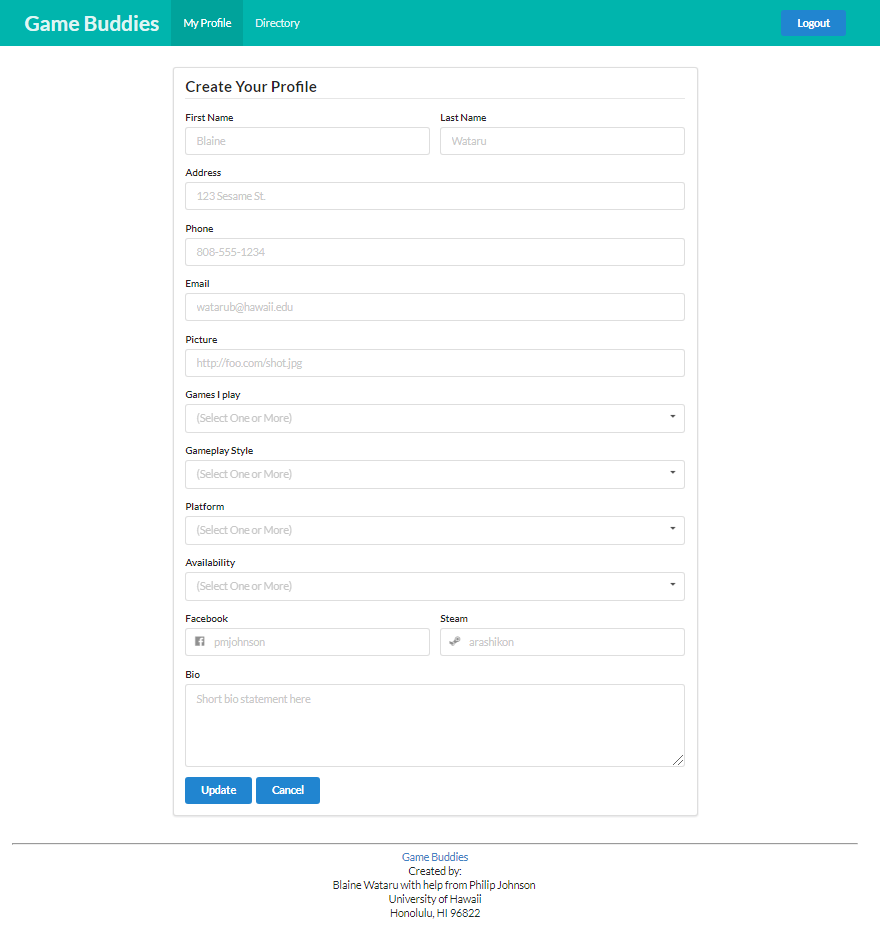 Game Buddies My Profile Directory Logout
Create Your Profile
First Name Last Name
Blaine Wataru
Address
123 Sesame St.
Phone
808-555-1234
Email
watarub@hawaii.edu
Picture
http://foo.com/shot.jpg
Games I play
(Select One or More)
Gameplay Style
(Select One or More)
Platform
(Select One or More)
Availability
(Select One or More)
Facebook Steam
pmjohnson arashikon
Bio
Short bio statement here
Update Cancel
Game Buddies
Created by:
Blaine Wataru with help from Philip Johnson
University of Hawaii
Honolulu, HI 96822